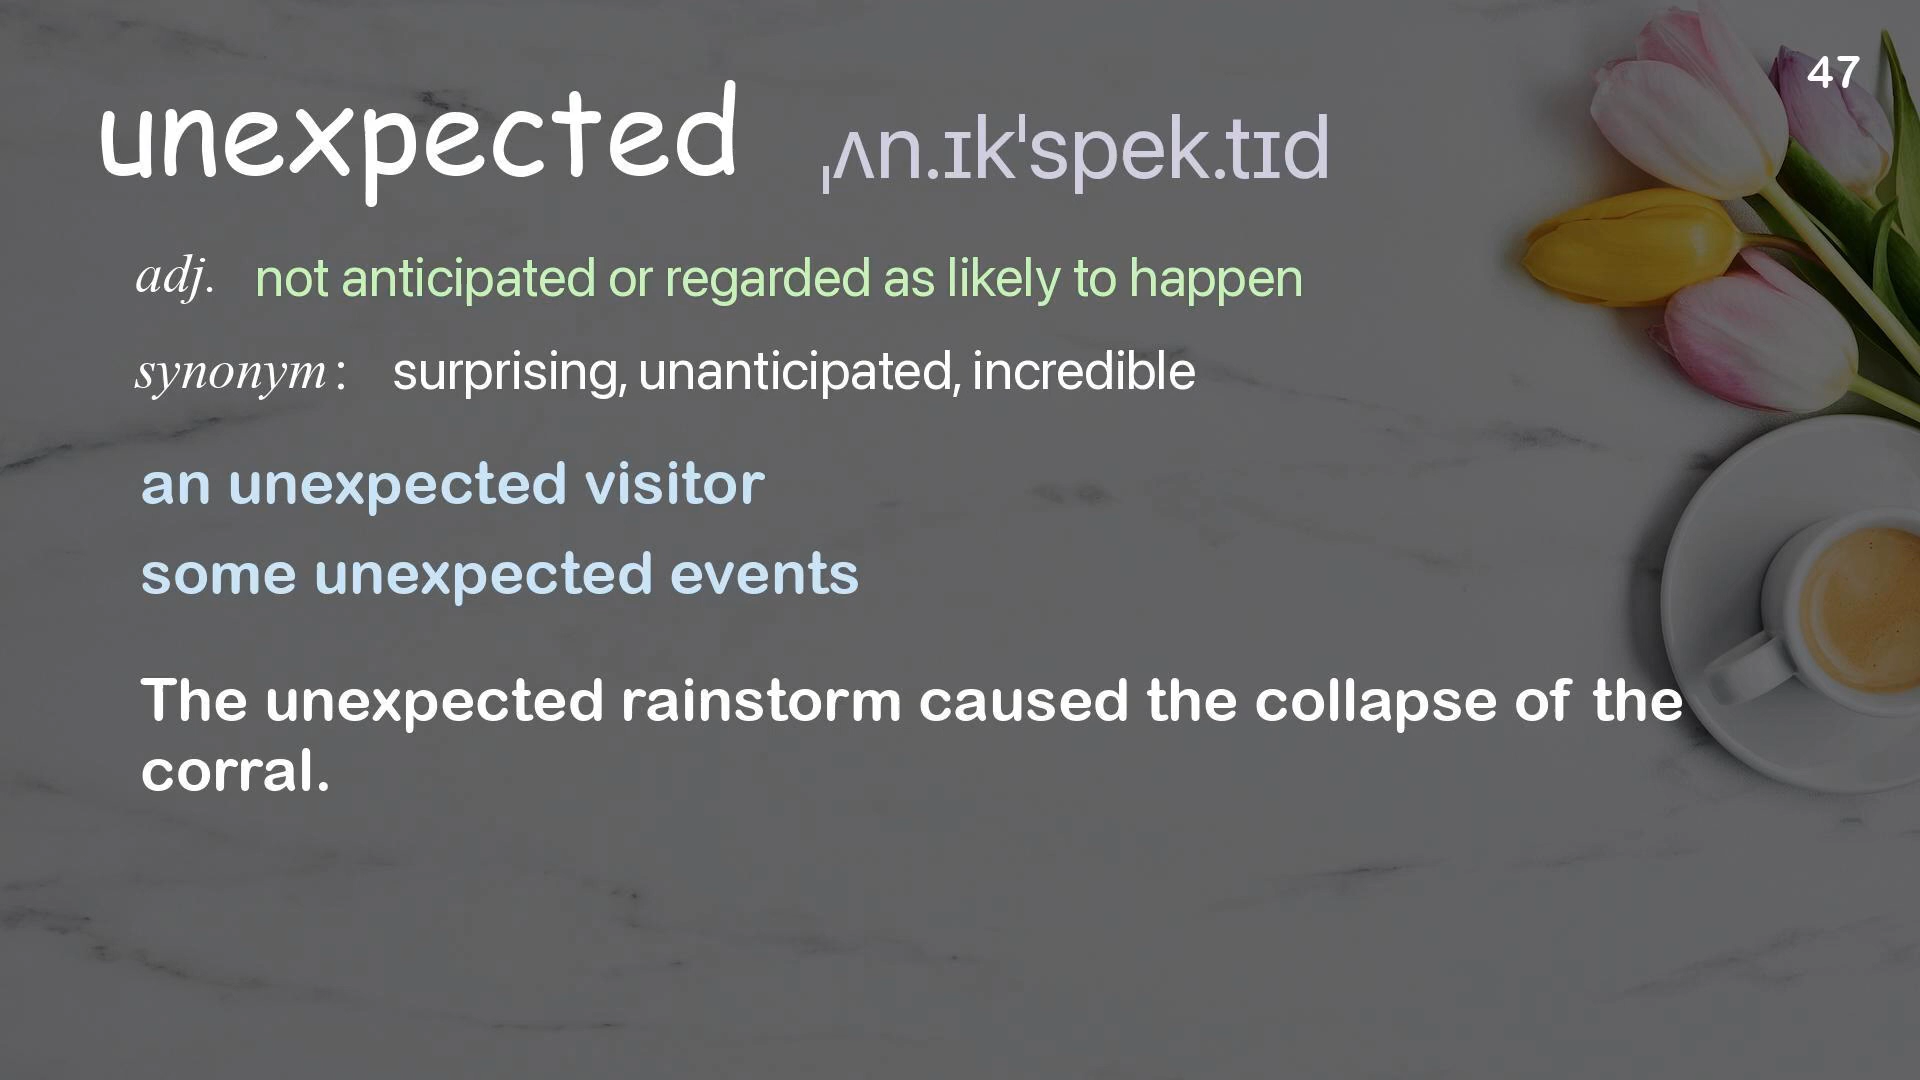 47
unexpected ˌʌn.ɪkˈspek.tɪd
adj. not anticipated or regarded as likely to happen
synonym : surprising, unanticipated, incredible
an unexpected visitor
some unexpected events
The unexpected rainstorm caused the collapse of the
corral.